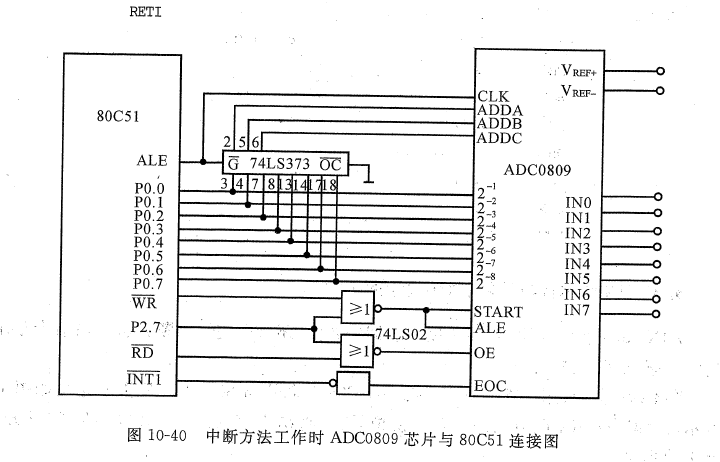 RETI
80C51
ALE
P0.0
P0.1
P0.2
P0.3
P0.4
P0.5
P0.6
P0.7
WR
P2.7
RD
INT1
2 5 6
G 74LS373 OC
3 4 7 8 13 14 17 18
≥1
74LS02
≥1
CLK
ADDA
ADDB
ADDC
ADC0809
2⁻¹
2⁻²
2⁻³
2⁻⁴
2⁻⁵
2⁻⁶
2⁻⁷
2⁻⁸
START
ALE
OE
EOC
VREF+
VREF-
IN0
IN1
IN2
IN3
IN4
IN5
IN6
IN7
图 10-40 中断方法工作时 ADC0809 芯片与 80C51 连接图